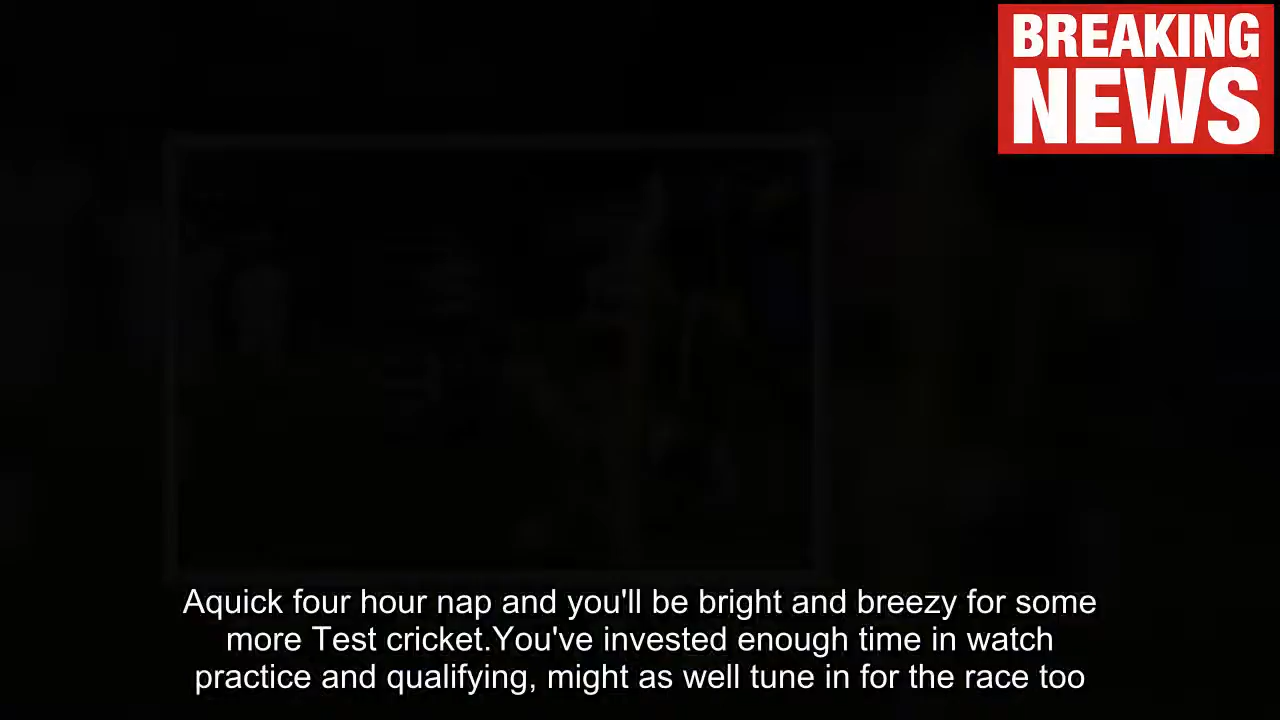 BREAKING
NEWS
Aquick four hour nap and you'll be bright and breezy for some
more Test cricket.You've invested enough time in watch
practice and qualifying, might as well tune in for the race too